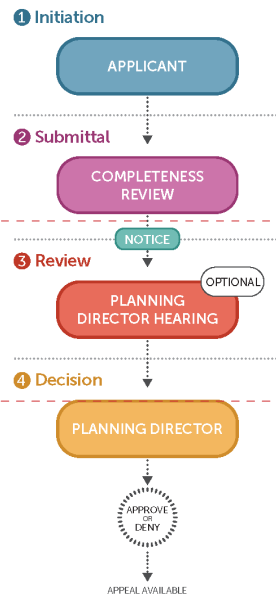 1 Initiation
APPLICANT
2 Submittal
COMPLETENESS
REVIEW
NOTICE
3 Review
OPTIONAL
PLANNING
DIRECTOR HEARING
4 Decision
PLANNING DIRECTOR
APPROVE
OR
DENY
APPEAL AVAILABLE